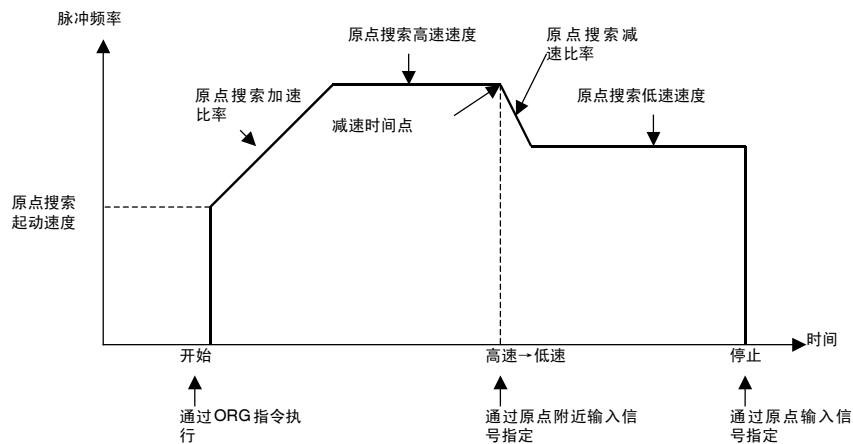 脉冲频率
原点搜索高速速度
原点搜索减
速比率
原点搜索加速
比率
减速时间点
原点搜索低速速度
原点搜索
起动速度
时间
开始
高速→低速
停止
通过ORG指令执
行
通过原点附近输入信
号指定
通过原点输入信
号指定